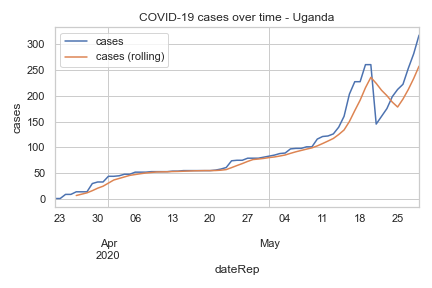 COVID-19 cases over time - Uganda
cases
cases (rolling)
300
250
200
150
100
50
0
cases
23 30 06 13 20 27 04 11 18 25
Apr May
2020
dateRep